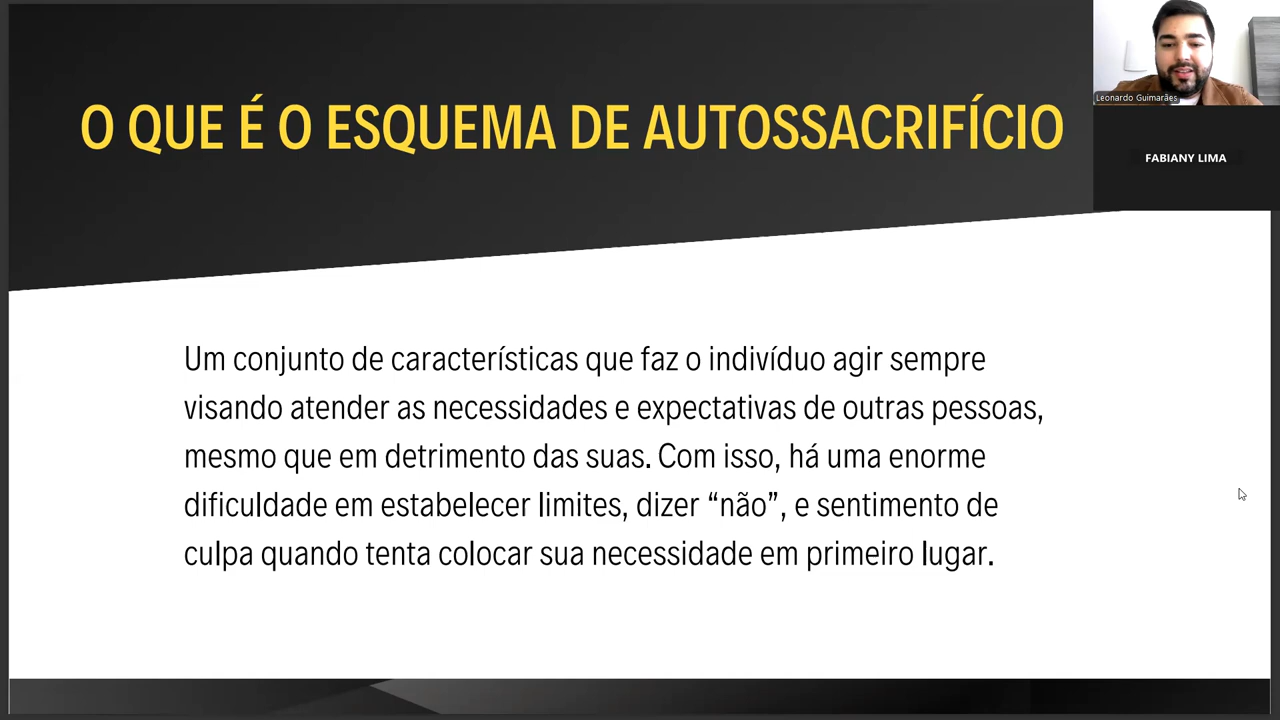 O QUE É O ESQUEMA DE AUTOSSACRIFÍCIO
Leonardo Guimarães
FABIANY LIMA
Um conjunto de características que faz o indivíduo agir sempre
visando atender as necessidades e expectativas de outras pessoas,
mesmo que em detrimento das suas. Com isso, há uma enorme
dificuldade em estabelecer limites, dizer “não”, e sentimento de
culpa quando tenta colocar sua necessidade em primeiro lugar.